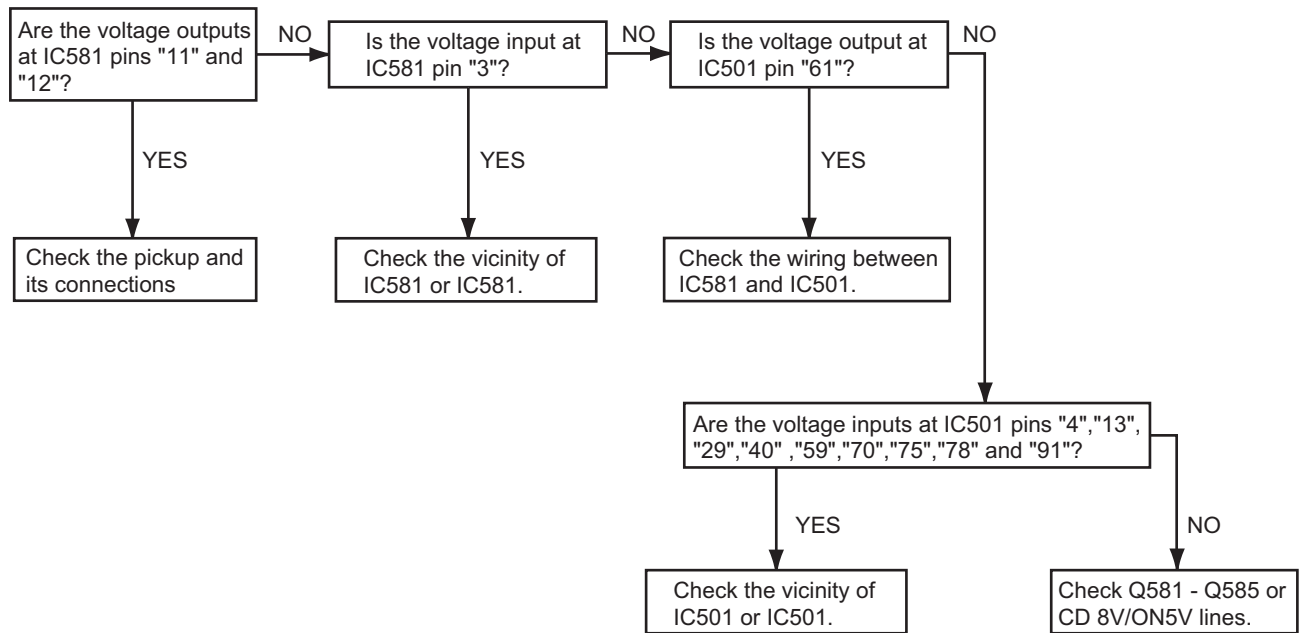 Are the voltage outputs
at IC581 pins "11" and
"12"?
NO
Is the voltage input at
IC581 pin "3"?
NO
Is the voltage output at
IC501 pin "61"?
NO
YES
YES
YES
Check the pickup and
its connections
Check the vicinity of
IC581 or IC581.
Check the wiring between
IC581 and IC501.
Are the voltage inputs at IC501 pins "4","13",
"29","40" ,"59","70","75","78" and "91"?
YES
NO
Check the vicinity of
IC501 or IC501.
Check Q581 - Q585 or
CD 8V/ON5V lines.